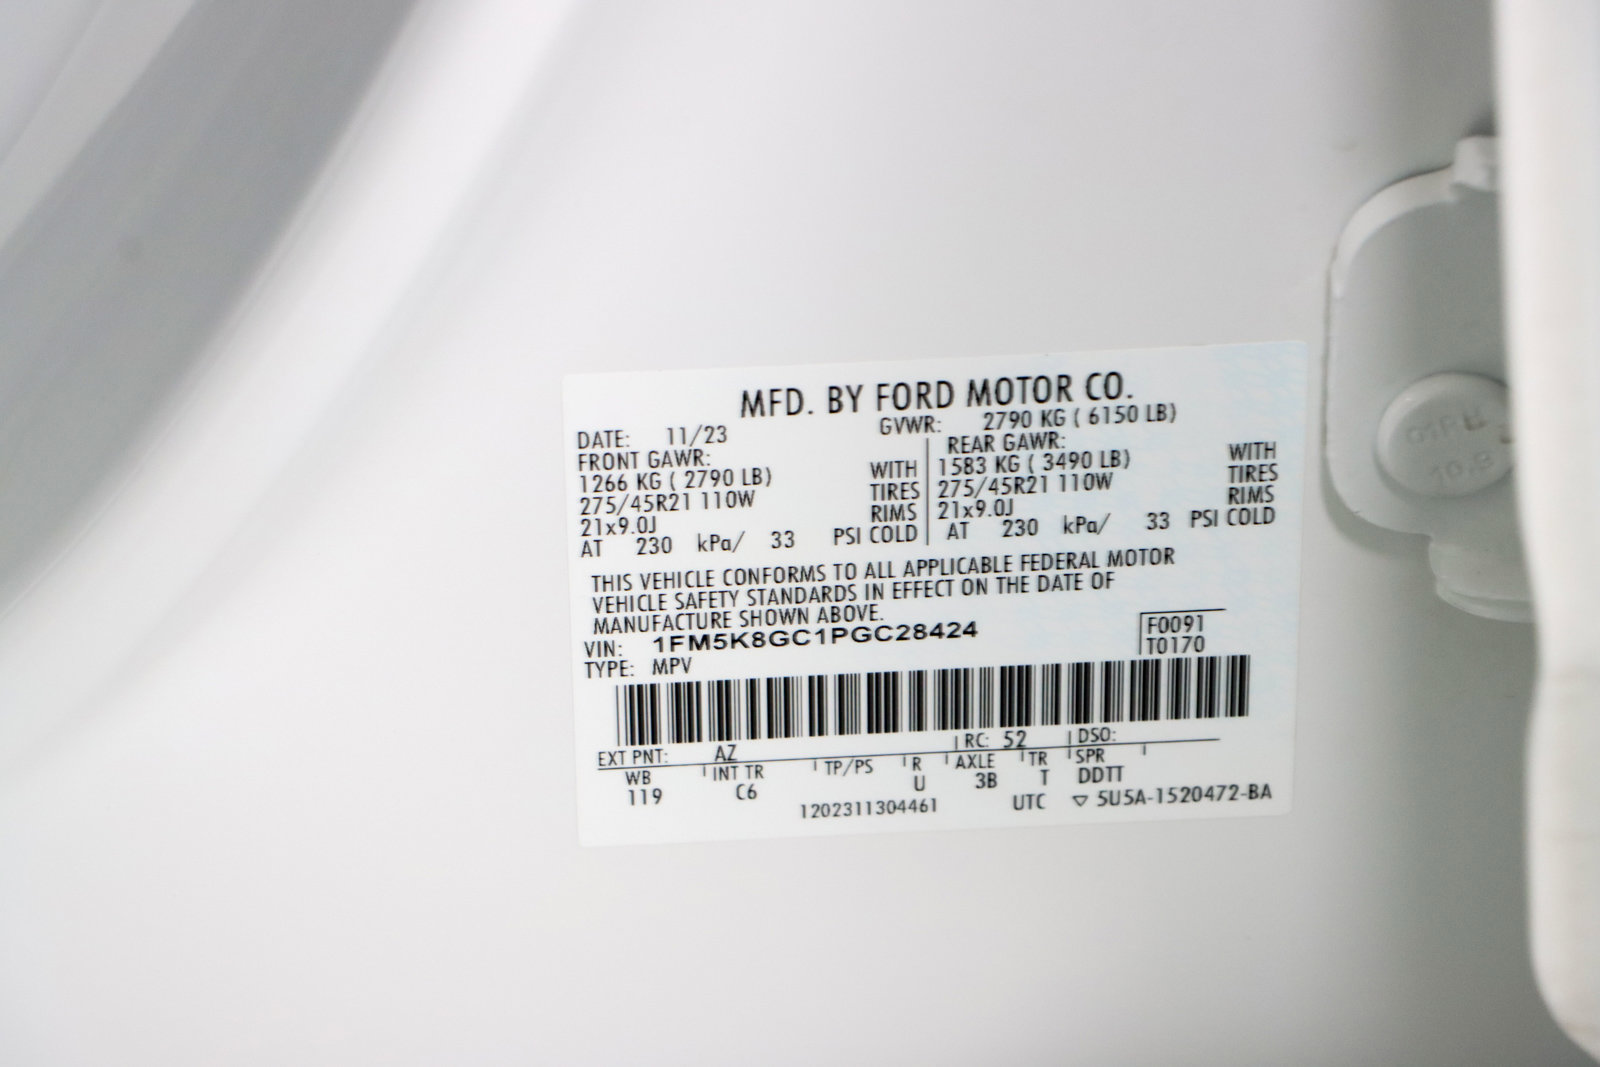 MFD. BY FORD MOTOR CO.
DATE: 11/23 GVWR: 2790 KG ( 6150 LB)
FRONT GAWR: REAR GAWR:
1266 KG ( 2790 LB) WITH 1583 KG ( 3490 LB) WITH
275/45R21 110W TIRES 275/45R21 110W TIRES
21x9.0J RIMS 21x9.0J RIMS
AT 230 kPa/ 33 PSI COLD AT 230 kPa/ 33 PSI COLD
THIS VEHICLE CONFORMS TO ALL APPLICABLE FEDERAL MOTOR
VEHICLE SAFETY STANDARDS IN EFFECT ON THE DATE OF
MANUFACTURE SHOWN ABOVE.
VIN: 1FM5K8GC1PGC28424 F0091
TYPE: MPV T0170
EXT PNT: AZ RC: 52 DSO:
WB INT TR TP/PS R AXLE TR SPR
119 C6 U 3B T DDTT
1202311304461 UTC ▽ 5U5A-1520472-BA